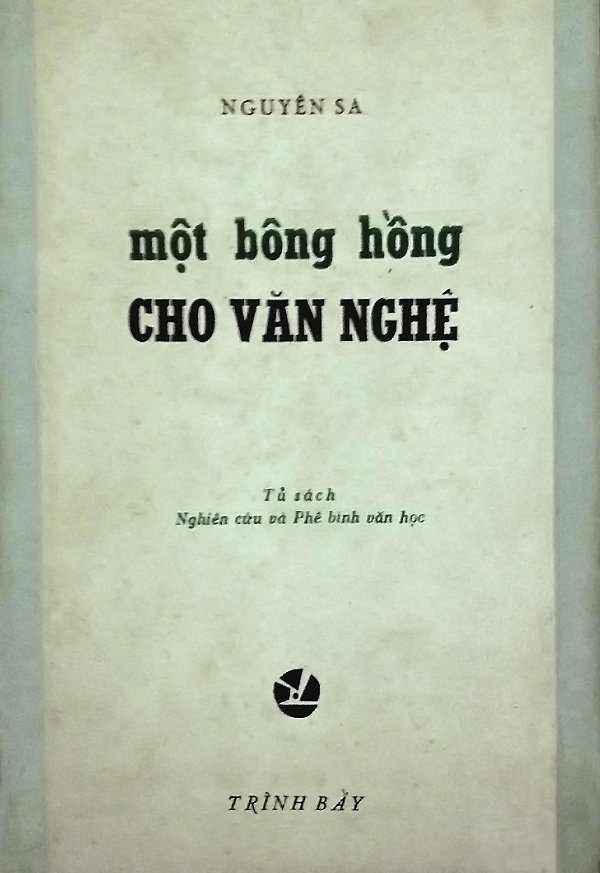 NGUYÊN SA
một bông hồng
CHO VĂN NGHỆ
Tủ sách
Nghiên cứu và Phê bình văn học
TRÌNH BẦY